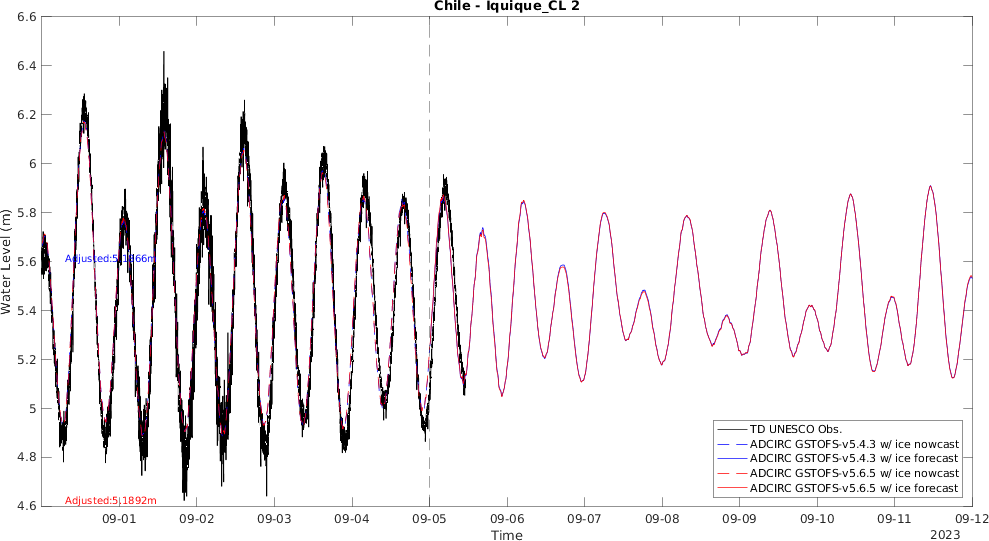 Chile - Iquique_CL 2
6.6
6.4
6.2
6
5.8
5.6
5.4
5.2
5
4.8
4.6
Water Level (m)
Adjusted:5.1866m
Adjusted:5.1892m
TD UNESCO Obs.
ADCIRC GSTOFS-v5.4.3 w/ ice nowcast
ADCIRC GSTOFS-v5.4.3 w/ ice forecast
ADCIRC GSTOFS-v5.6.5 w/ ice nowcast
ADCIRC GSTOFS-v5.6.5 w/ ice forecast
09-01 09-02 09-03 09-04 09-05 09-06 09-07 09-08 09-09 09-10 09-11 09-12
Time
2023